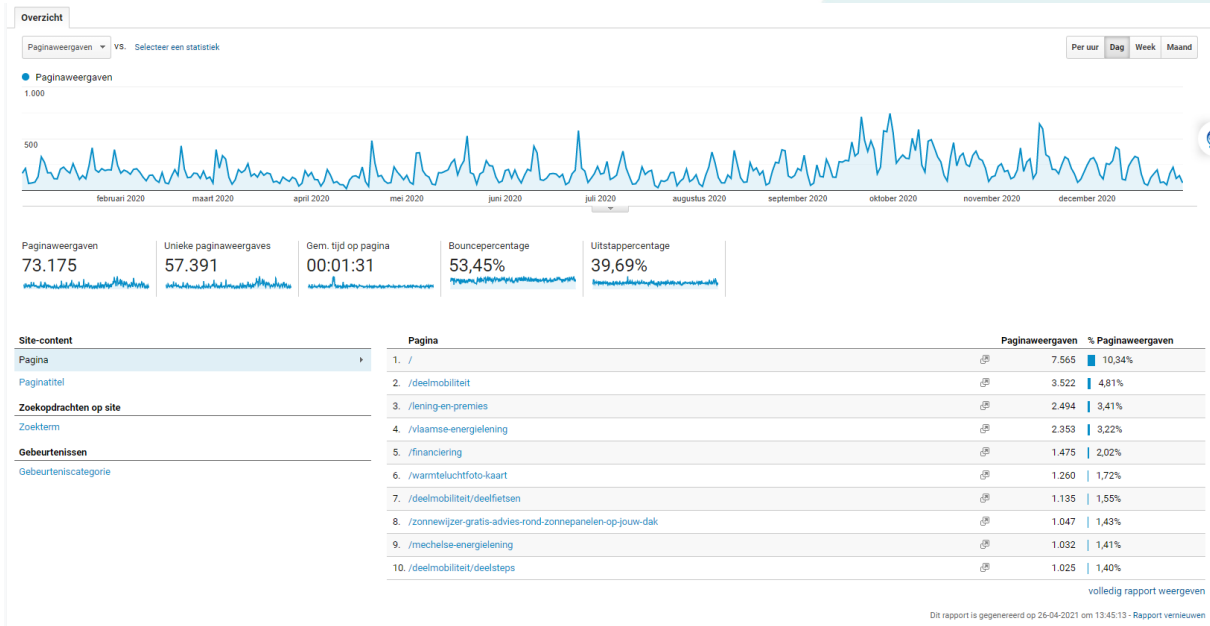 Overzicht
Paginaweergaven VS. Selecteer een statistiek
Per uur Dag Week Maand
Paginaweergaven
1.000
500
februari 2020 maart 2020 april 2020 mei 2020 juni 2020 juli 2020 augustus 2020 september 2020 oktober 2020 november 2020 december 2020
Paginaweergaven Unieke paginaweergaves Gem. tijd op pagina Bouncepercentage Uitstappercentage
73.175 57.391 00:01:31 53,45% 39,69%
Site-content
Pagina
Paginatitel
Zoekopdrachten op site
Zoekterm
Gebeurtenissen
Gebeurteniscategorie
Pagina Paginaweergaven % Paginaweergaven
1. / 7.565 10,34%
2. /deelmobiliteit 3.522 4,81%
3. /lening-en-premies 2.494 3,41%
4. /vlaamse-energielening 2.353 3,22%
5. /financiering 1.475 2,02%
6. /warmteluchtfoto-kaart 1.260 1,72%
7. /deelmobiliteit/deelfietsen 1.135 1,55%
8. /zonnewijzer-gratis-advies-rond-zonnepanelen-op-jouw-dak 1.047 1,43%
9. /mechelse-energielening 1.032 1,41%
10. /deelmobiliteit/deelsteps 1.025 1,40%
volledig rapport weergeven
Dit rapport is gegenereerd op 26-04-2021 om 13:45:13 - Rapport vernieuwen